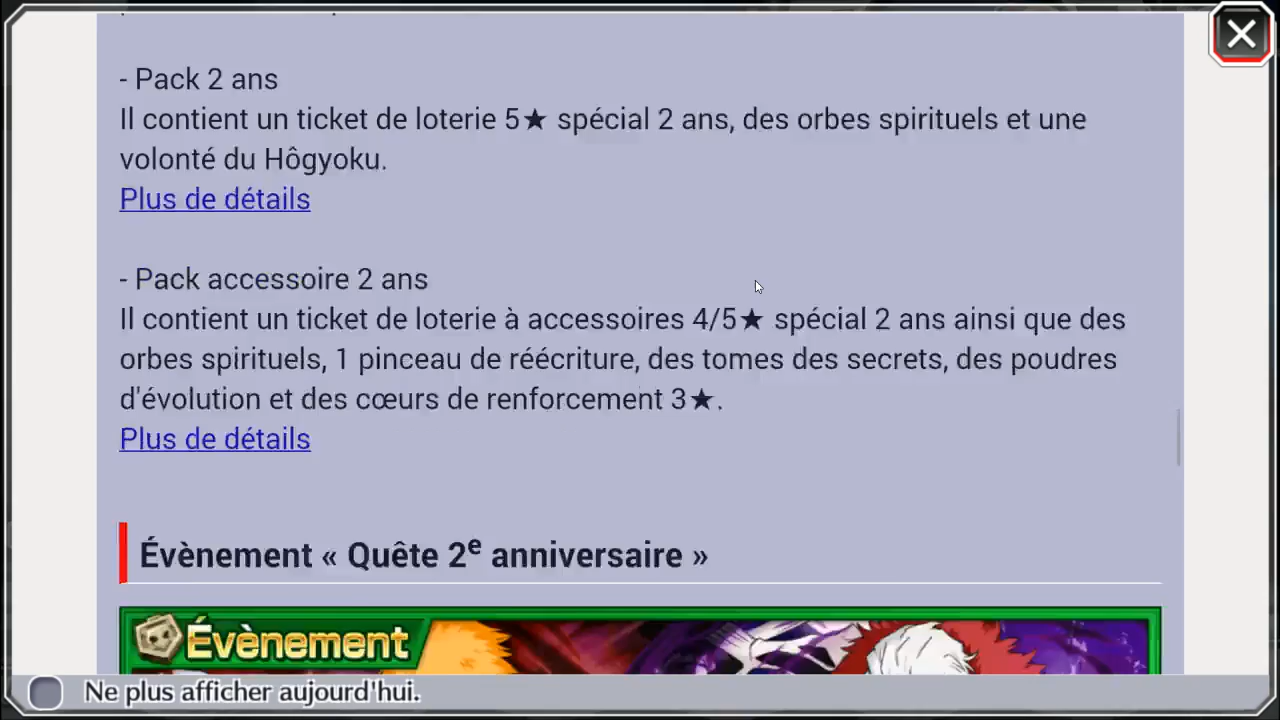 - Pack 2 ans
Il contient un ticket de loterie 5★ spécial 2 ans, des orbes spirituels et une
volonté du Hôgyoku.
Plus de détails
- Pack accessoire 2 ans
Il contient un ticket de loterie à accessoires 4/5★ spécial 2 ans ainsi que des
orbes spirituels, 1 pinceau de réécriture, des tomes des secrets, des poudres
d'évolution et des cœurs de renforcement 3★.
Plus de détails
Évènement « Quête 2e anniversaire »
Évènement
Ne plus afficher aujourd'hui.